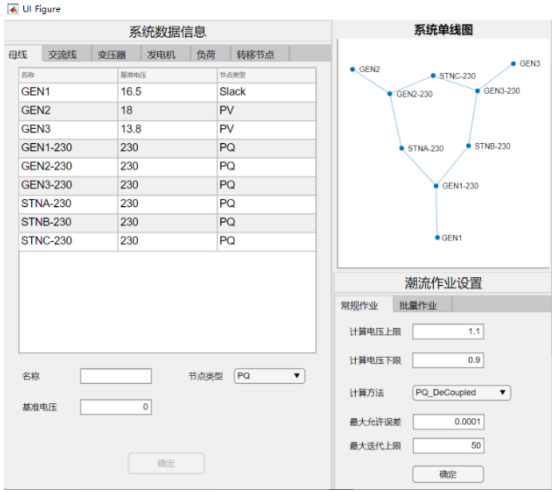 UI Figure
系统数据信息
母线 交流线 变压器 发电机 负荷 转移节点
名称 基准电压 节点类型
GEN1 16.5 Slack
GEN2 18 PV
GEN3 13.8 PV
GEN1-230 230 PQ
GEN2-230 230 PQ
GEN3-230 230 PQ
STNA-230 230 PQ
STNB-230 230 PQ
STNC-230 230 PQ
名称 节点类型 PQ
基准电压 0
确定
系统单线图
GEN2
GEN3
STNC-230
GEN2-230
GEN3-230
STNA-230
STNB-230
GEN1-230
GEN1
潮流作业设置
常规作业 批量作业
计算电压上限 1.1
计算电压下限 0.9
计算方法 PQ_DeCoupled
最大允许误差 0.0001
最大迭代上限 50
确定